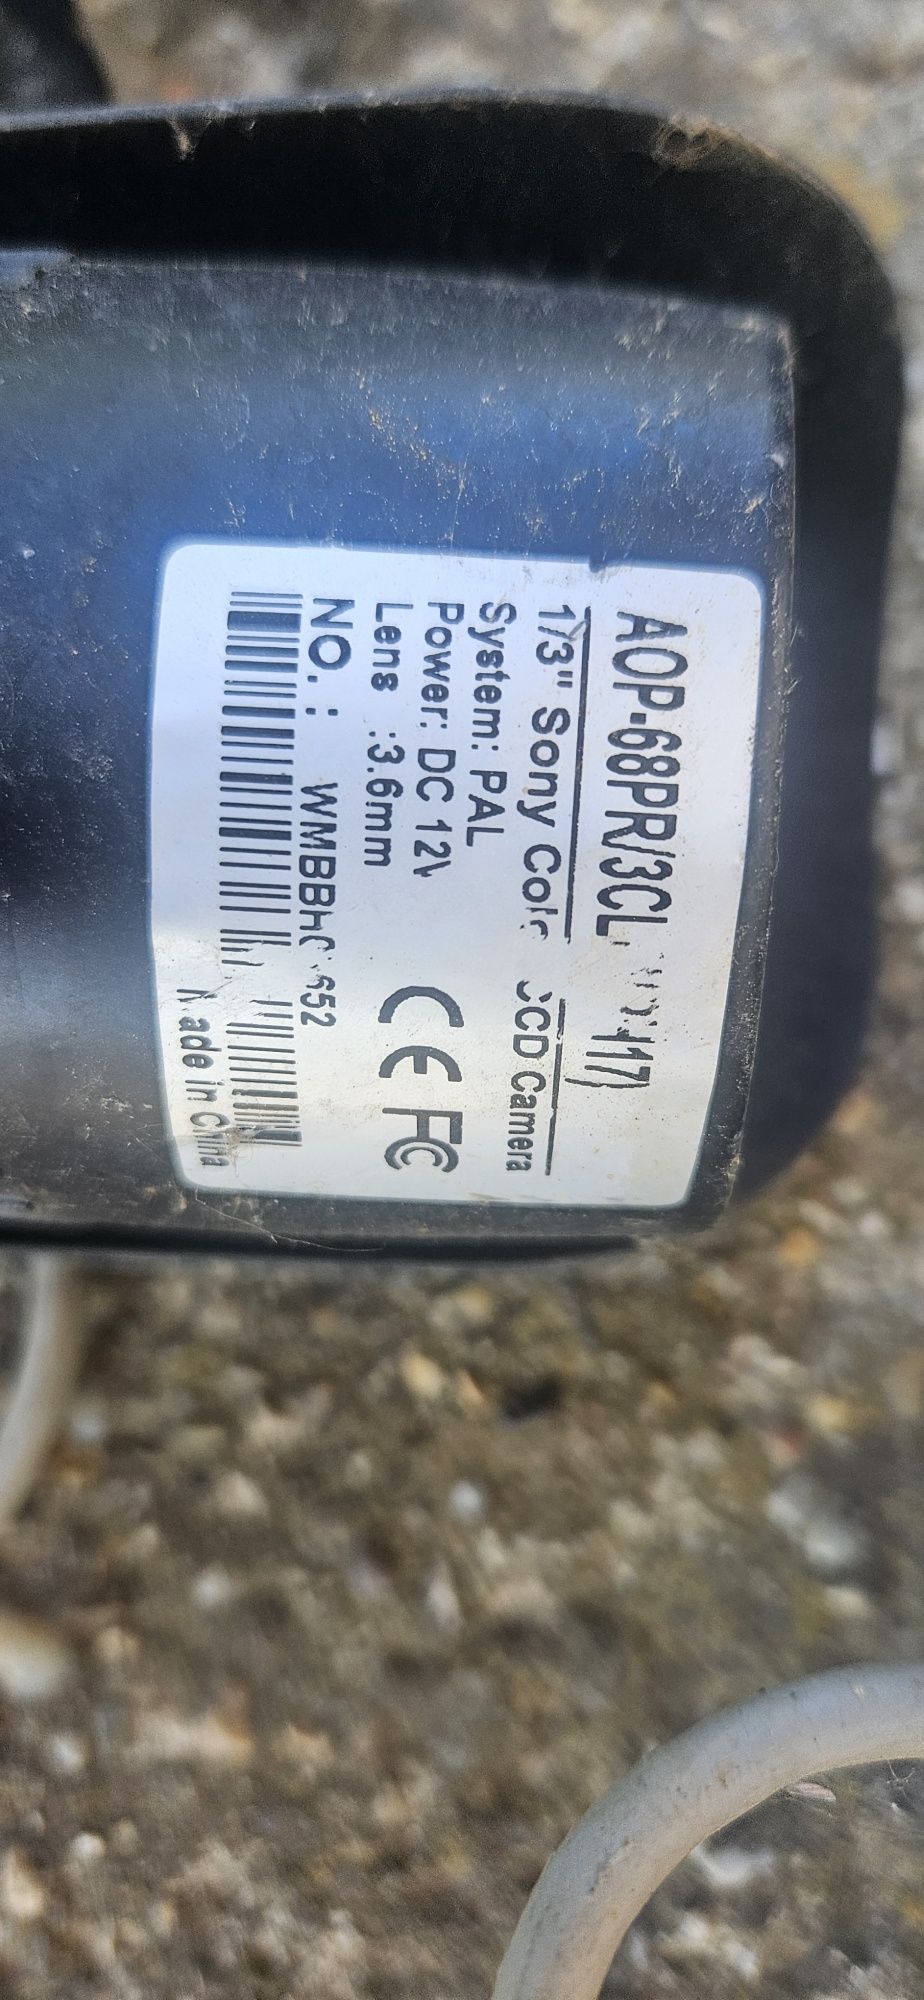 AOP-68PR/3CL
1/3" Sony CCD Camera
System: PAL
Power: DC 12V
Lens :3.6mm
CE FC
NO. :
Made in China